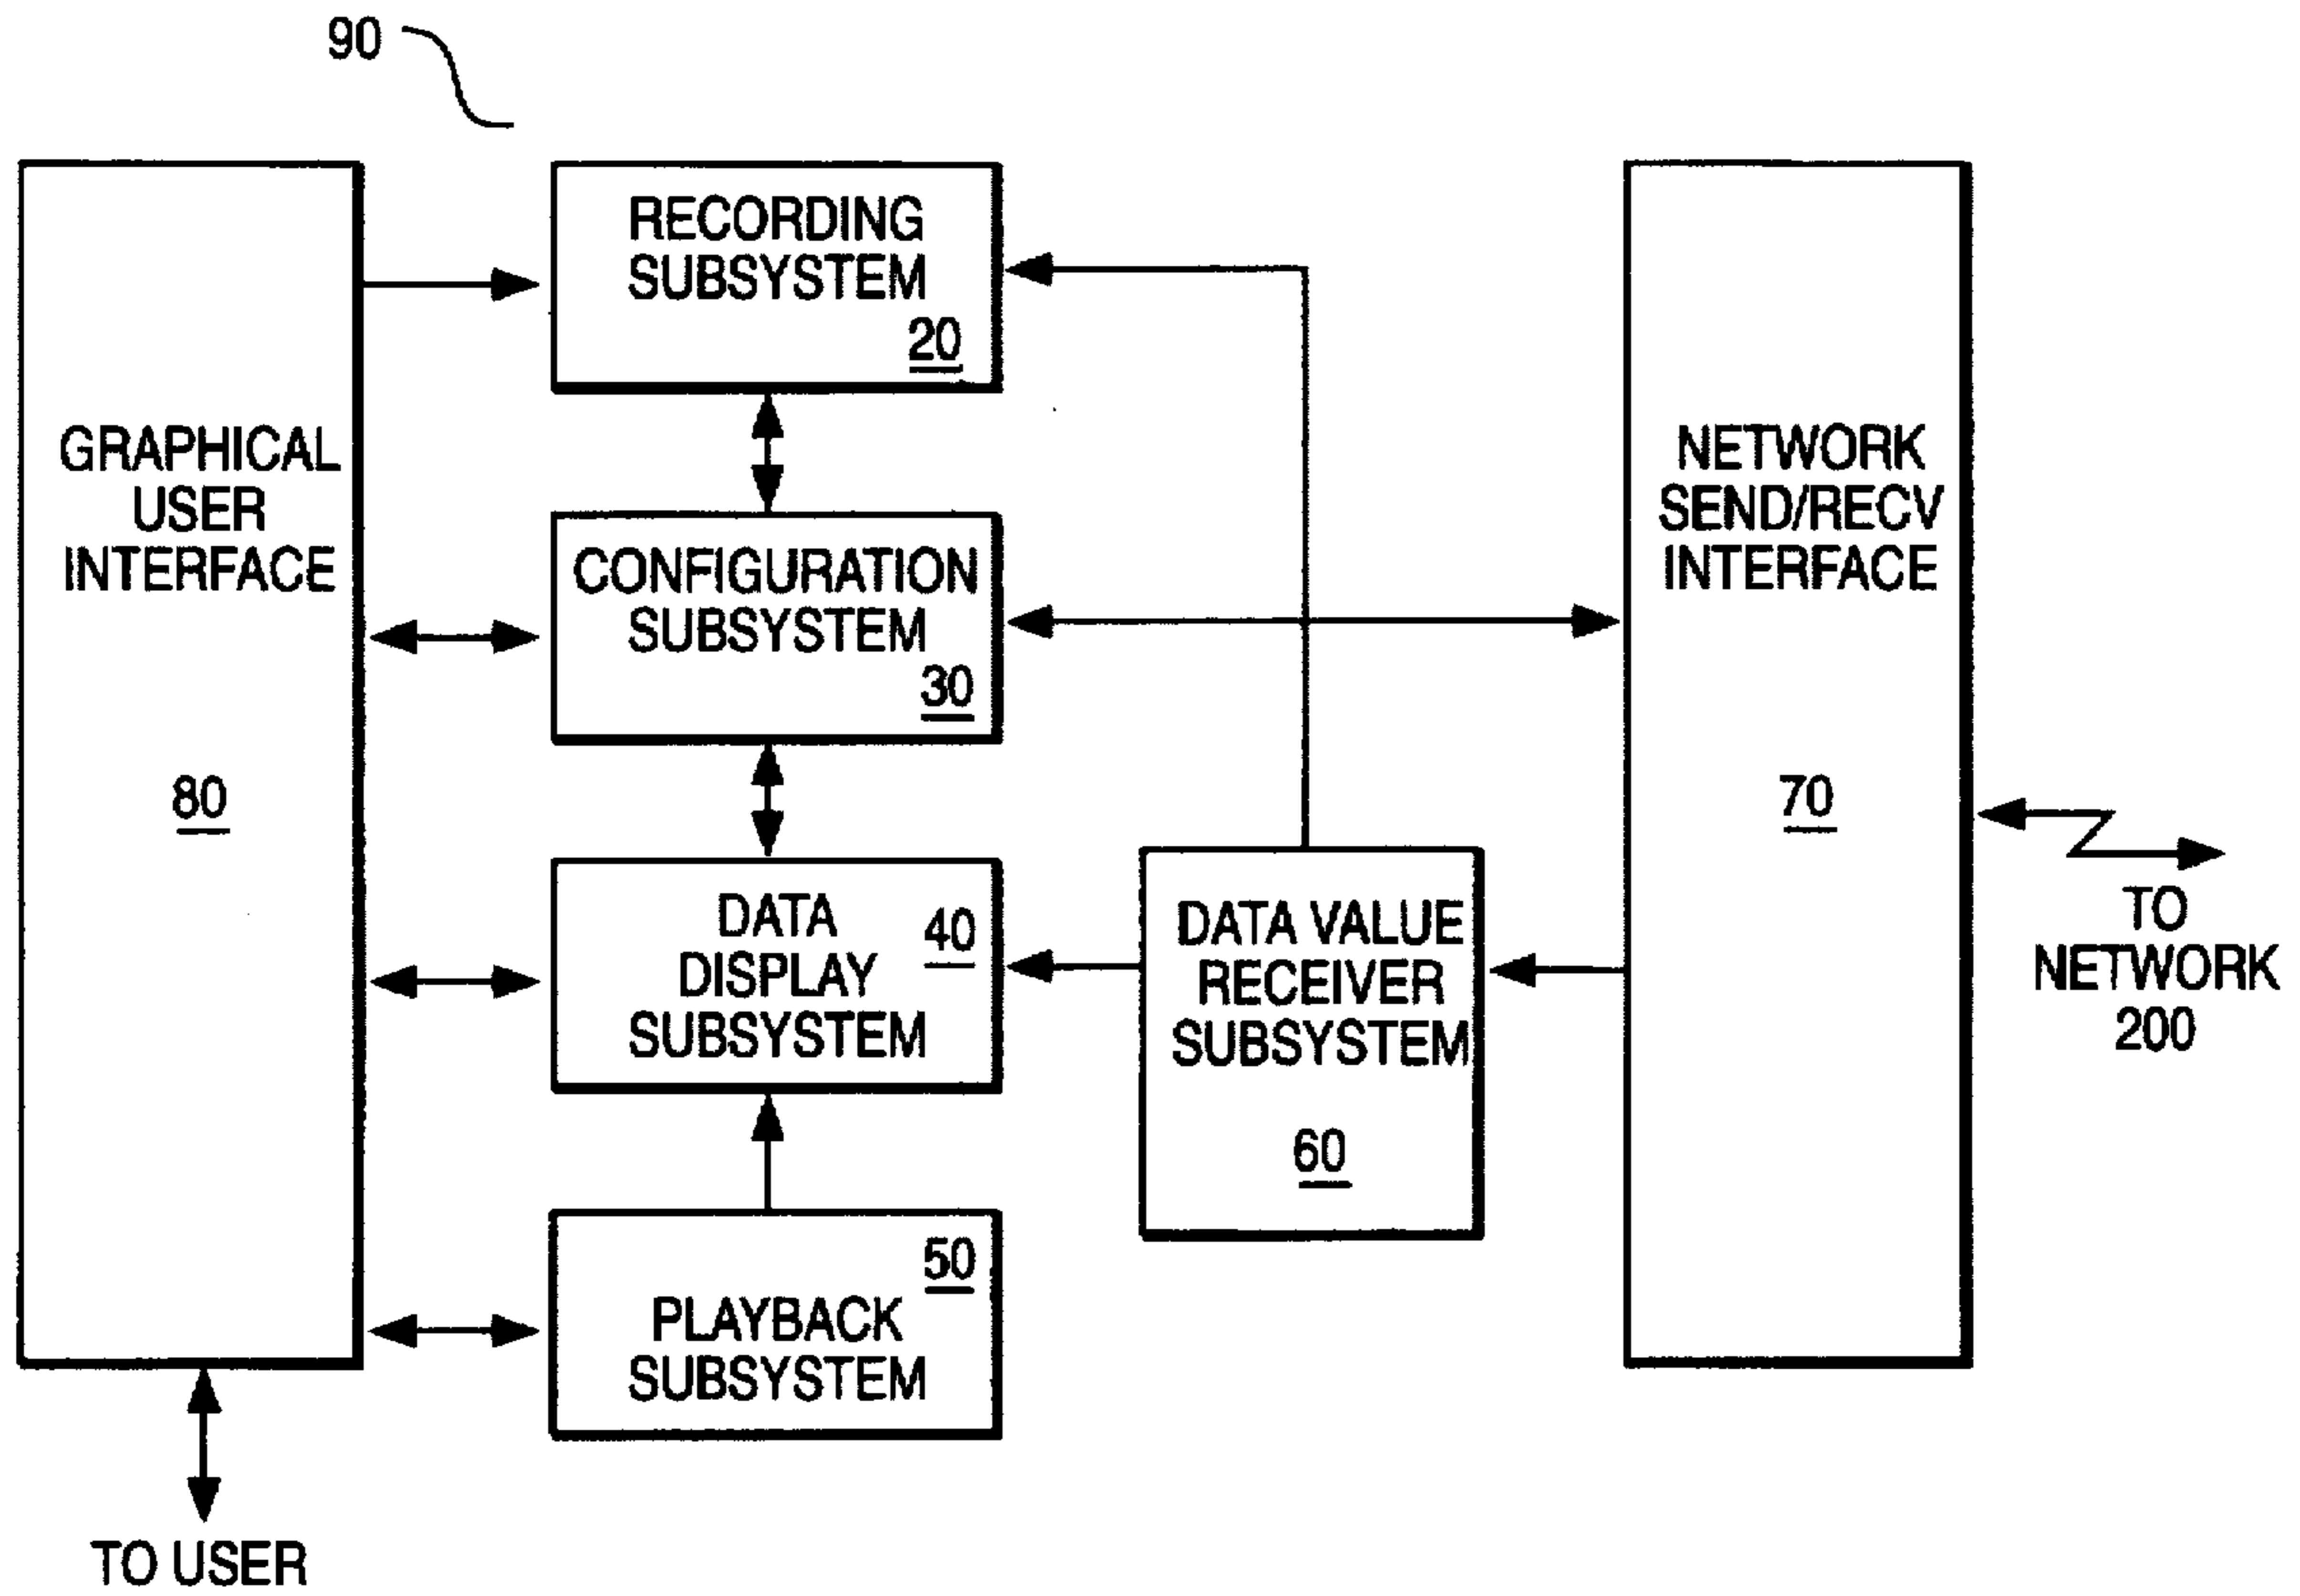 90
GRAPHICAL
USER
INTERFACE
80
RECORDING
SUBSYSTEM
20
CONFIGURATION
SUBSYSTEM
30
DATA
DISPLAY
SUBSYSTEM
40
50
PLAYBACK
SUBSYSTEM
DATA VALUE
RECEIVER
SUBSYSTEM
60
NETWORK
SEND/RECV
INTERFACE
70
TO
NETWORK
200
TO USER